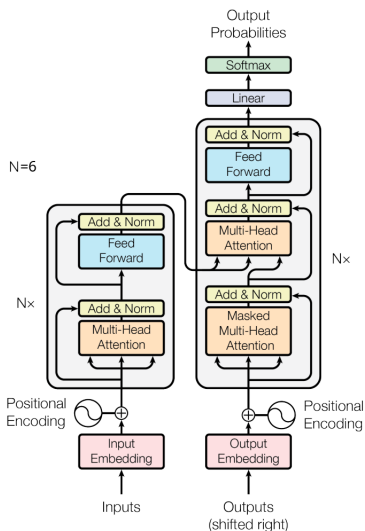 Output
Probabilities
Softmax
Linear
Add & Norm
Feed
Forward
Add & Norm
Multi-Head
Attention
Add & Norm
Masked
Multi-Head
Attention
N×
N=6
Add & Norm
Feed
Forward
N×
Add & Norm
Multi-Head
Attention
Positional
Encoding
Positional
Encoding
Input
Embedding
Output
Embedding
Inputs
Outputs
(shifted right)